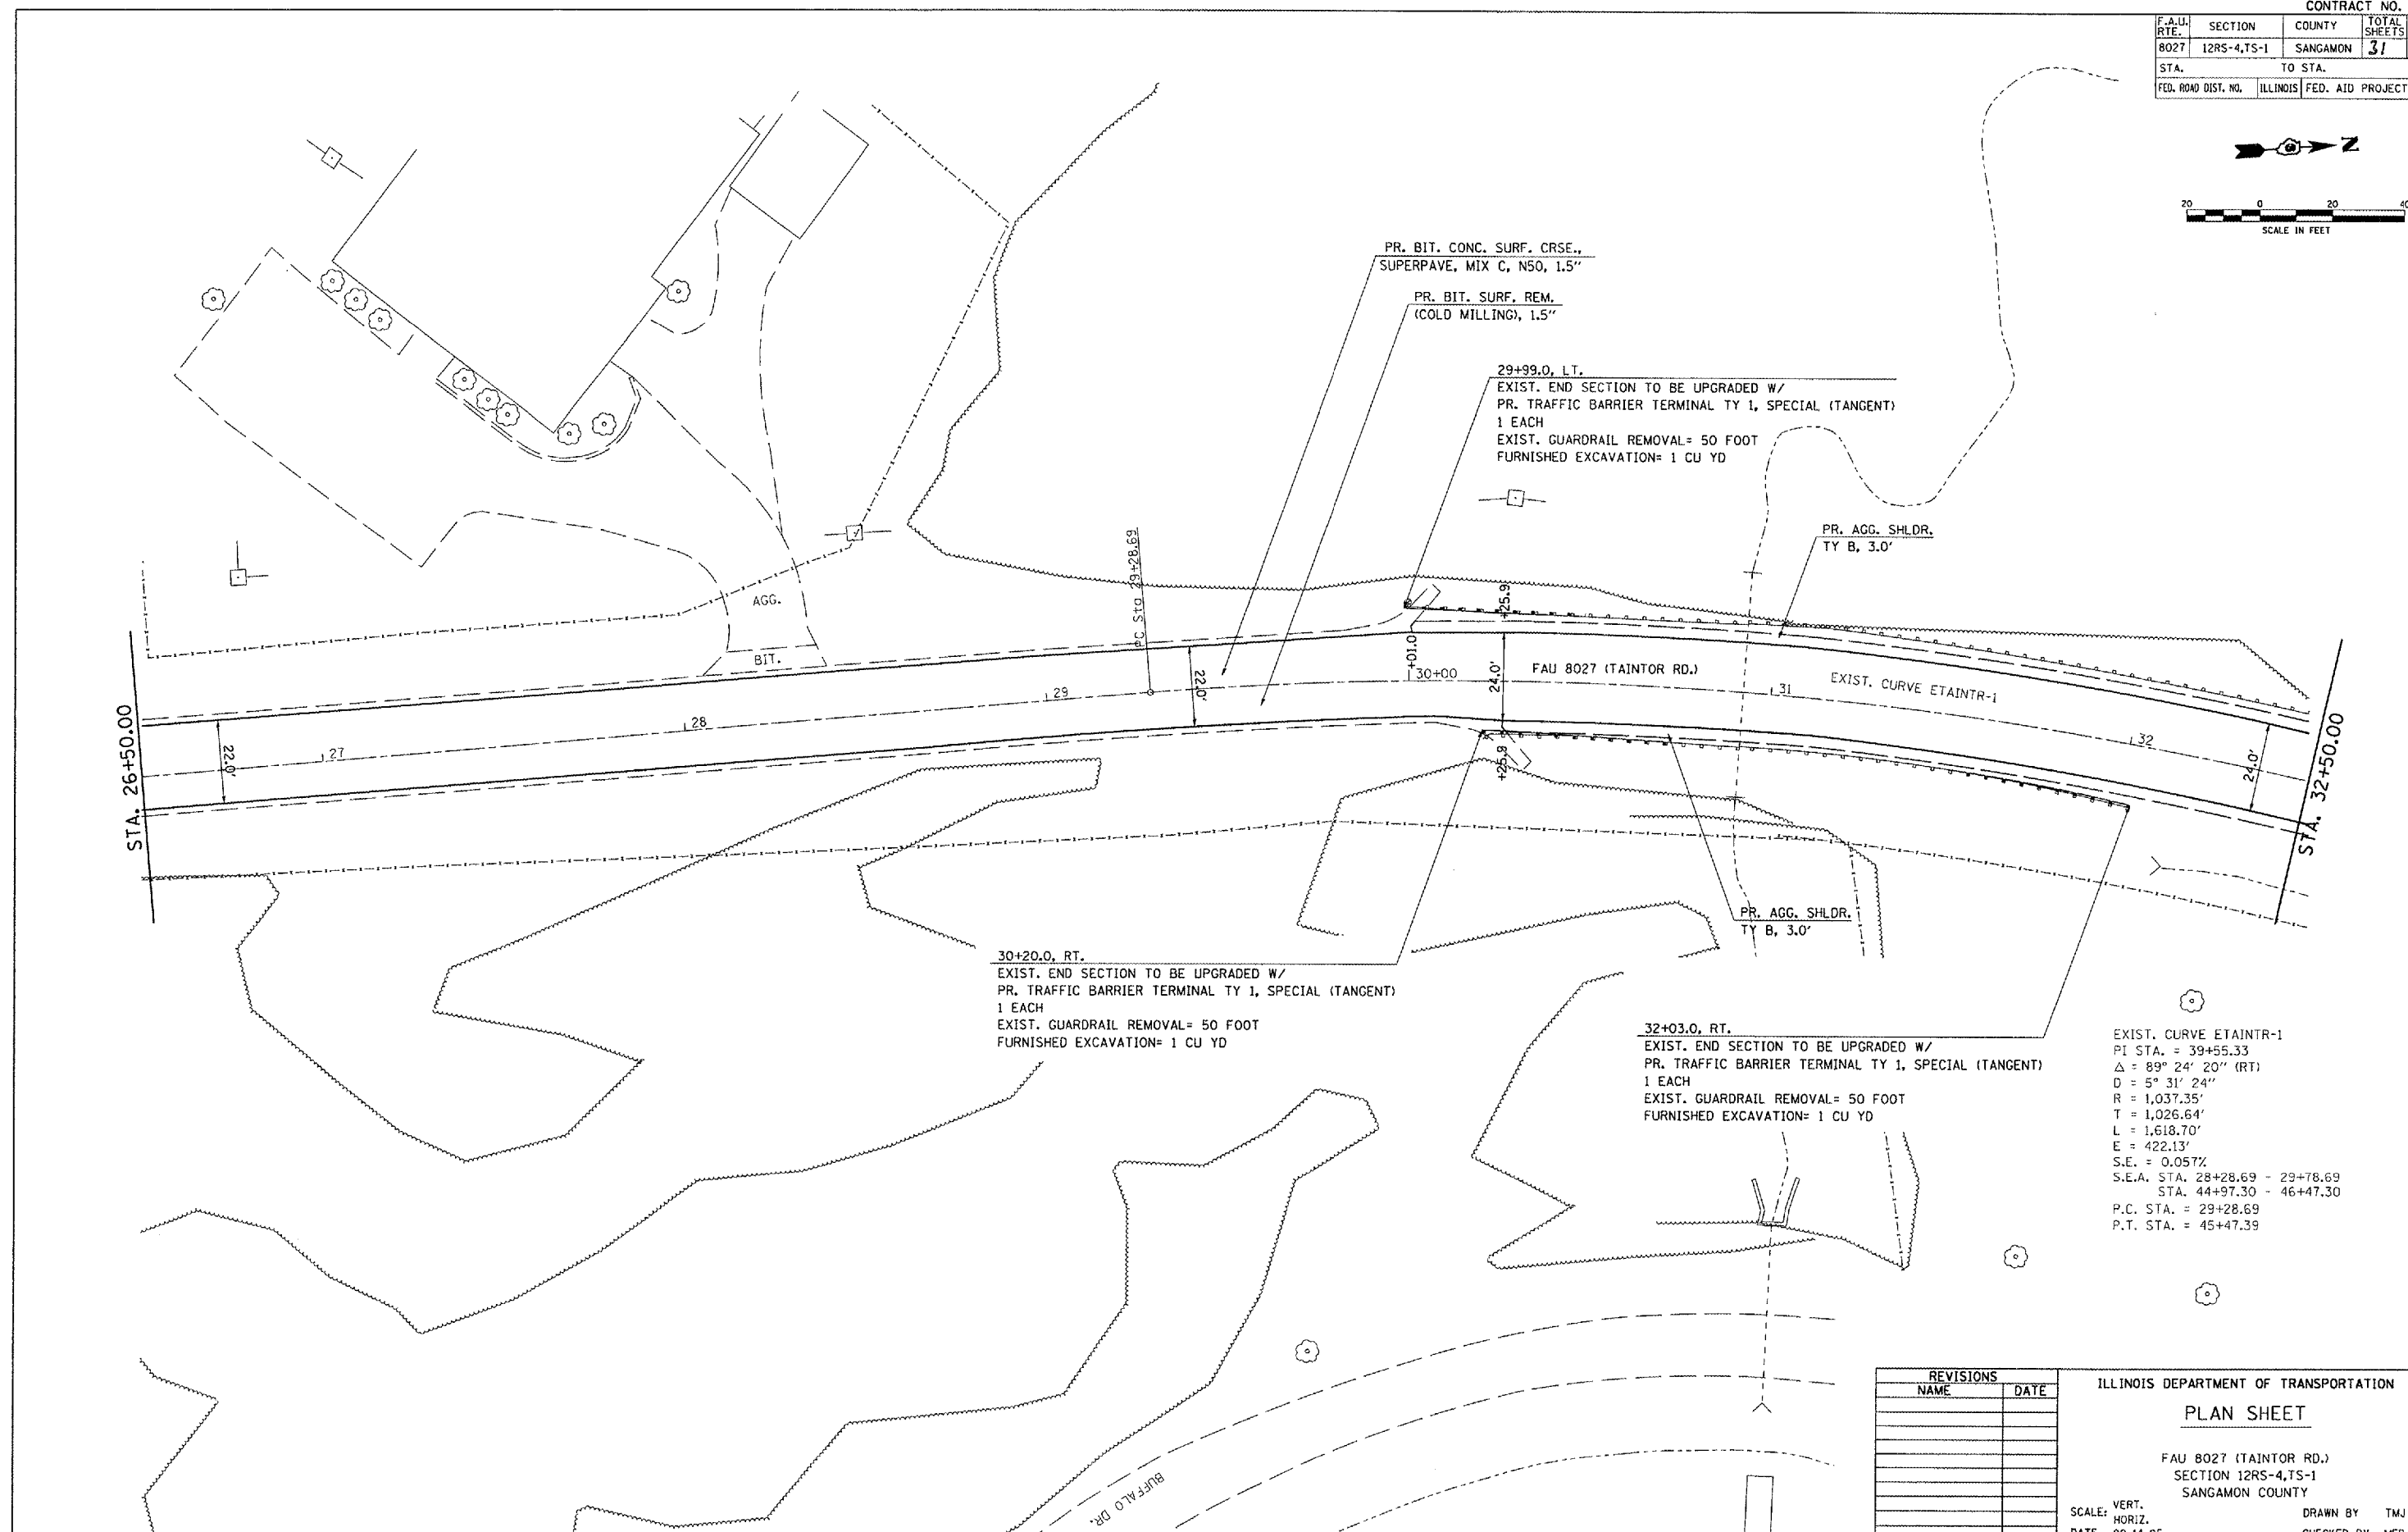 CONTRACT NO.
F.A.U. RTE. SECTION COUNTY TOTAL SHEETS
8027 12RS-4,TS-1 SANGAMON 31
STA. TO STA.
FED. ROAD DIST. NO. ILLINOIS FED. AID PROJECT
N
20 0 20 40
SCALE IN FEET
PR. BIT. CONC. SURF. CRSE.,
SUPERPAVE, MIX C, N50, 1.5"
PR. BIT. SURF. REM.
(COLD MILLING), 1.5"
29+99.0, LT.
EXIST. END SECTION TO BE UPGRADED W/
PR. TRAFFIC BARRIER TERMINAL TY 1, SPECIAL (TANGENT)
1 EACH
EXIST. GUARDRAIL REMOVAL= 50 FOOT
FURNISHED EXCAVATION= 1 CU YD
PR. AGG. SHLDR.
TY B, 3.0'
PC Sta 29+28.69
AGG.
BIT.
+25.9
+01.0
24.0'
22.0'
22.0'
27
28
29
30+00
31
32
FAU 8027 (TAINTOR RD.)
EXIST. CURVE ETAINTR-1
24.0'
+25.9
STA. 26+50.00
STA. 32+50.00
PR. AGG. SHLDR.
TY B, 3.0'
30+20.0, RT.
EXIST. END SECTION TO BE UPGRADED W/
PR. TRAFFIC BARRIER TERMINAL TY 1, SPECIAL (TANGENT)
1 EACH
EXIST. GUARDRAIL REMOVAL= 50 FOOT
FURNISHED EXCAVATION= 1 CU YD
32+03.0, RT.
EXIST. END SECTION TO BE UPGRADED W/
PR. TRAFFIC BARRIER TERMINAL TY 1, SPECIAL (TANGENT)
1 EACH
EXIST. GUARDRAIL REMOVAL= 50 FOOT
FURNISHED EXCAVATION= 1 CU YD
EXIST. CURVE ETAINTR-1
PI STA. = 39+55.33
Δ = 89° 24' 20" (RT)
D = 5° 31' 24"
R = 1,037.35'
T = 1,026.64'
L = 1,618.70'
E = 422.13'
S.E. = 0.057%
S.E.A. STA. 28+28.69 - 29+78.69
STA. 44+97.30 - 46+47.30
P.C. STA. = 29+28.69
P.T. STA. = 45+47.39
BUFFALO DR.
REVISIONS
NAME DATE
ILLINOIS DEPARTMENT OF TRANSPORTATION
PLAN SHEET
FAU 8027 (TAINTOR RD.)
SECTION 12RS-4,TS-1
SANGAMON COUNTY
SCALE: VERT. HORIZ.
DRAWN BY TMJ